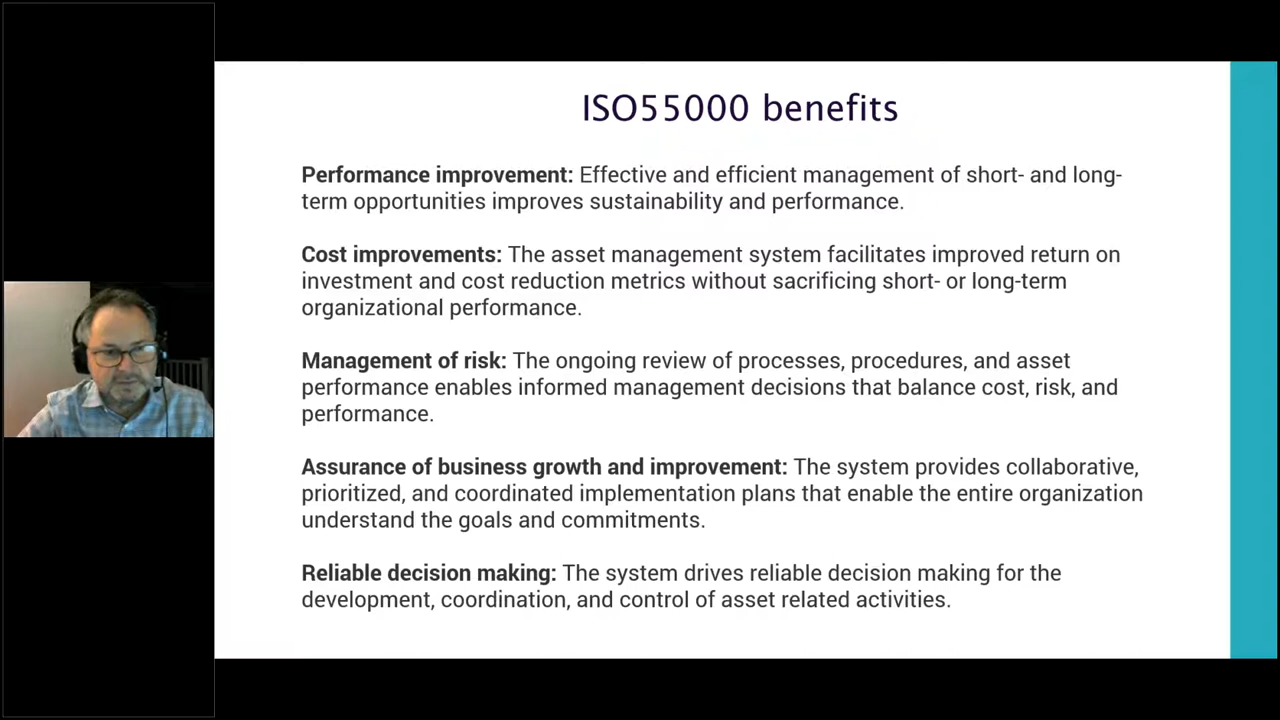 ISO55000 benefits
Performance improvement: Effective and efficient management of short- and long-
term opportunities improves sustainability and performance.
Cost improvements: The asset management system facilitates improved return on
investment and cost reduction metrics without sacrificing short- or long-term
organizational performance.
Management of risk: The ongoing review of processes, procedures, and asset
performance enables informed management decisions that balance cost, risk, and
performance.
Assurance of business growth and improvement: The system provides collaborative,
prioritized, and coordinated implementation plans that enable the entire organization
understand the goals and commitments.
Reliable decision making: The system drives reliable decision making for the
development, coordination, and control of asset related activities.